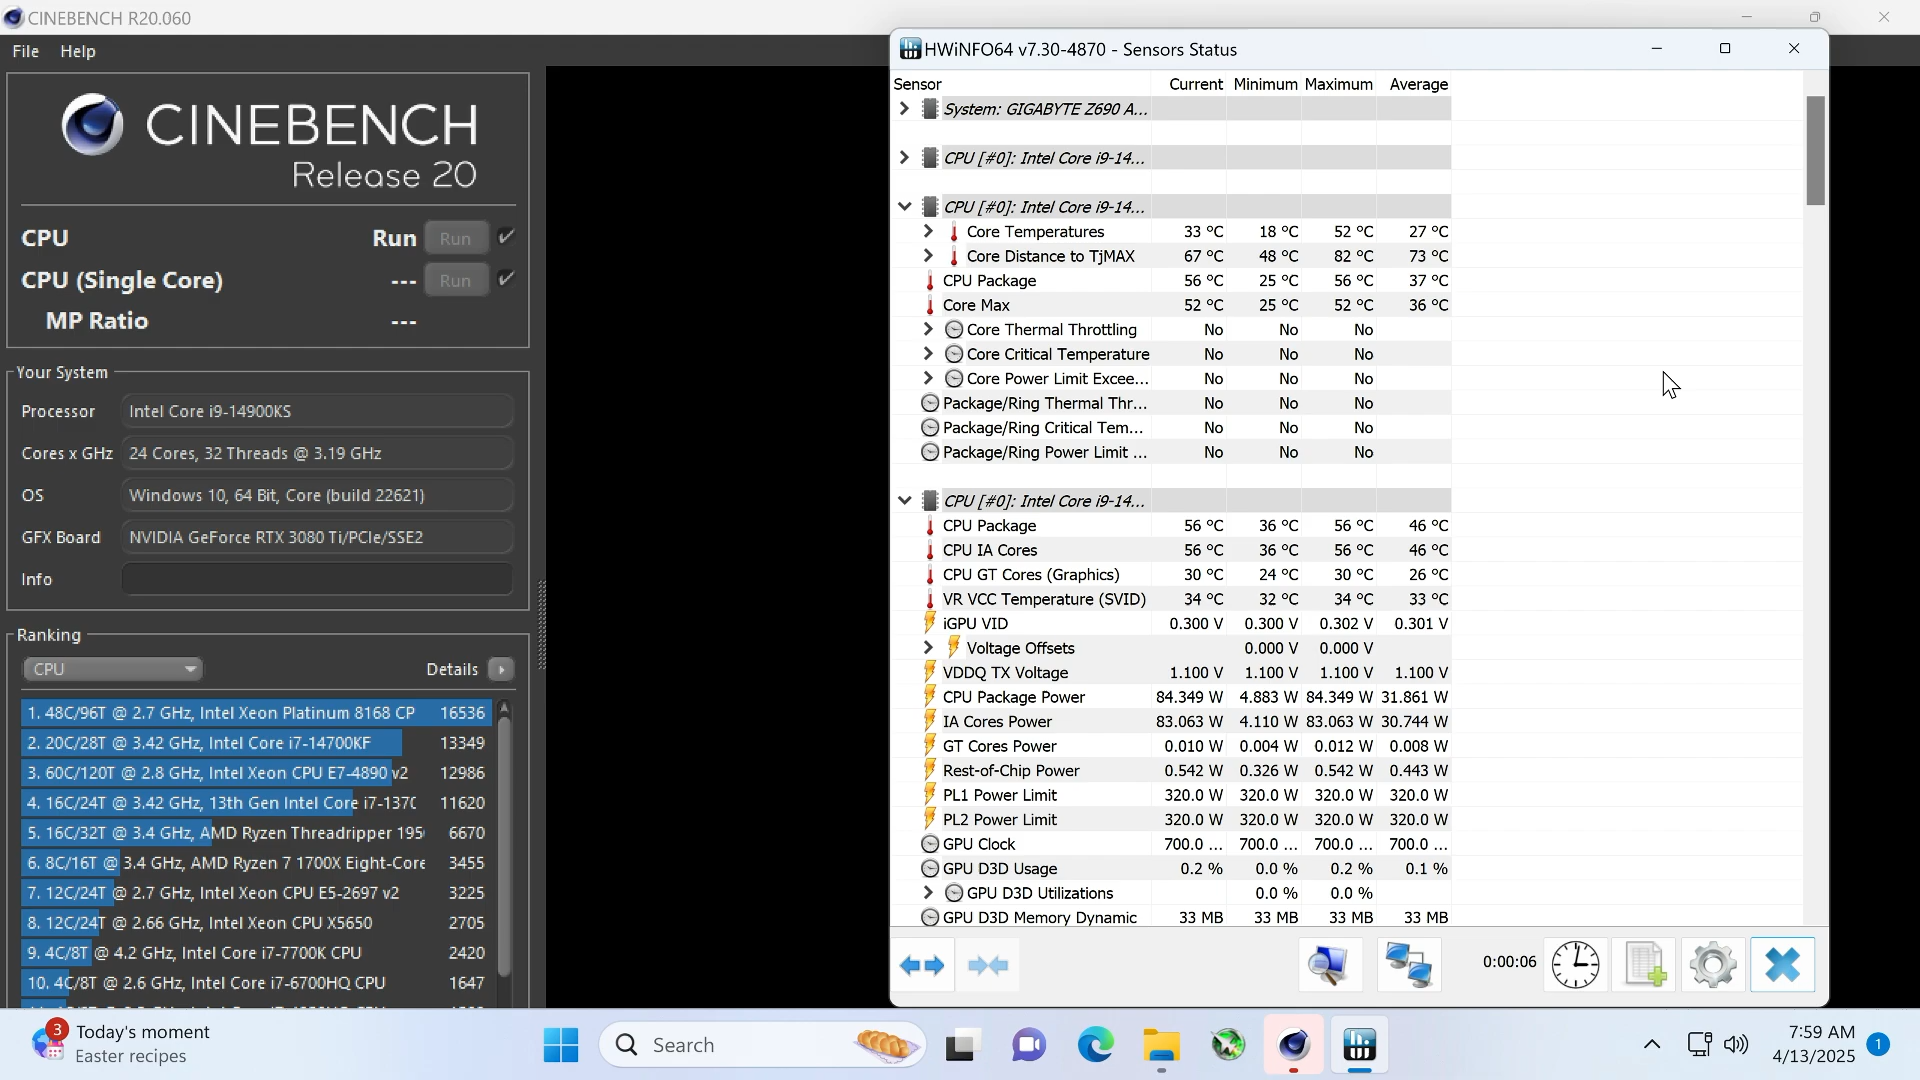 CINEBENCH R20.060
File Help
CINEBENCH
Release 20
CPU Run Run
CPU (Single Core) --- Run
MP Ratio ---
Your System
Processor Intel Core i9-14900KS
Cores x GHz 24 Cores, 32 Threads @ 3.19 GHz
OS Windows 10, 64 Bit, Core (build 22621)
GFX Board NVIDIA GeForce RTX 3080 Ti/PCIe/SSE2
Info
Ranking
CPU Details
1. 48C/96T @ 2.7 GHz, Intel Xeon Platinum 8168 CP 16536
2. 20C/28T @ 3.42 GHz, Intel Core i7-14700KF 13349
3. 60C/120T @ 2.8 GHz, Intel Xeon CPU E7-4890 v2 12986
4. 16C/24T @ 3.42 GHz, 13th Gen Intel Core i7-137( 11620
5. 16C/32T @ 3.4 GHz, AMD Ryzen Threadripper 195 6670
6. 8C/16T @ 3.4 GHz, AMD Ryzen 7 1700X Eight-Core 3455
7. 12C/24T @ 2.7 GHz, Intel Xeon CPU E5-2697 v2 3225
8. 12C/24T @ 2.66 GHz, Intel Xeon CPU X5650 2705
9. 4C/8T @ 4.2 GHz, Intel Core i7-7700K CPU 2420
10. 4C/8T @ 2.6 GHz, Intel Core i7-6700HQ CPU 1647
HWiNFO64 v7.30-4870 - Sensors Status
Sensor Current Minimum Maximum Average
System: GIGABYTE Z690 A...
CPU [#0]: Intel Core i9-14...
CPU [#0]: Intel Core i9-14...
Core Temperatures 33 °C 18 °C 52 °C 27 °C
Core Distance to TjMAX 67 °C 48 °C 82 °C 73 °C
CPU Package 56 °C 25 °C 56 °C 37 °C
Core Max 52 °C 25 °C 52 °C 36 °C
Core Thermal Throttling No No No
Core Critical Temperature No No No
Core Power Limit Excee... No No No
Package/Ring Thermal Thr... No No No
Package/Ring Critical Tem... No No No
Package/Ring Power Limit ... No No No
CPU [#0]: Intel Core i9-14...
CPU Package 56 °C 36 °C 56 °C 46 °C
CPU IA Cores 56 °C 36 °C 56 °C 46 °C
CPU GT Cores (Graphics) 30 °C 24 °C 30 °C 26 °C
VR VCC Temperature (SVID) 34 °C 32 °C 34 °C 33 °C
iGPU VID 0.300 V 0.300 V 0.302 V 0.301 V
Voltage Offsets 0.000 V 0.000 V
VDDQ TX Voltage 1.100 V 1.100 V 1.100 V 1.100 V
CPU Package Power 84.349 W 4.883 W 84.349 W 31.861 W
IA Cores Power 83.063 W 4.110 W 83.063 W 30.744 W
GT Cores Power 0.010 W 0.004 W 0.012 W 0.008 W
Rest-of-Chip Power 0.542 W 0.326 W 0.542 W 0.443 W
PL1 Power Limit 320.0 W 320.0 W 320.0 W 320.0 W
PL2 Power Limit 320.0 W 320.0 W 320.0 W 320.0 W
GPU Clock 700.0 ... 700.0 ... 700.0 ... 700.0 ...
GPU D3D Usage 0.2 % 0.0 % 0.2 % 0.1 %
GPU D3D Utilizations 0.0 % 0.0 %
GPU D3D Memory Dynamic 33 MB 33 MB 33 MB 33 MB
0:00:06
3 Today's moment
Easter recipes
Search
7:59 AM
4/13/2025
1